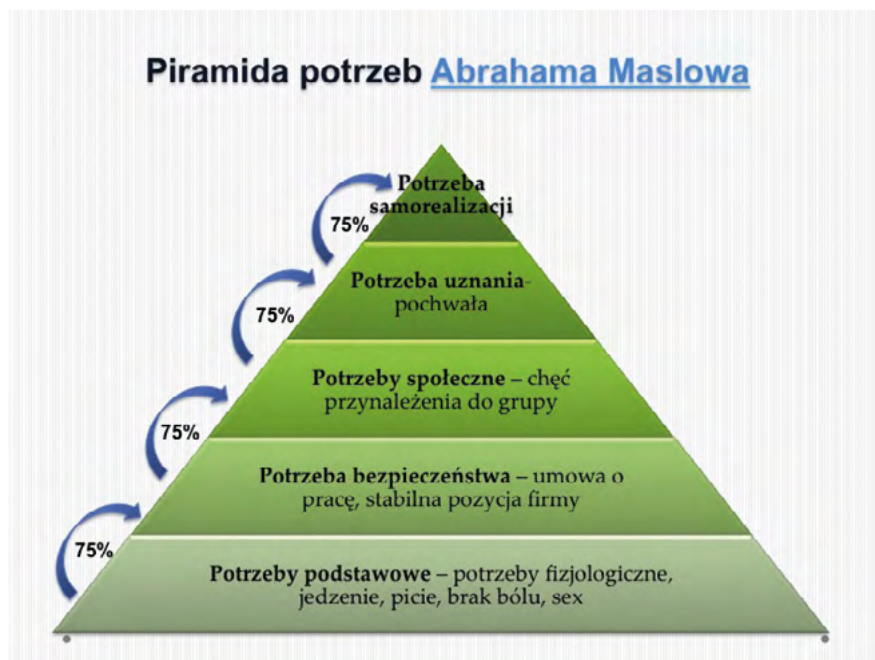 Piramida potrzeb Abrahama Maslowa
Potrzeba
samorealizacji
75%
Potrzeba uznania-
pochwała
75%
Potrzeby społeczne – chęć
przynależenia do grupy
75%
Potrzeba bezpieczeństwa – umowa o
pracę, stabilna pozycja firmy
75%
Potrzeby podstawowe – potrzeby fizjologiczne,
jedzenie, picie, brak bólu, sex